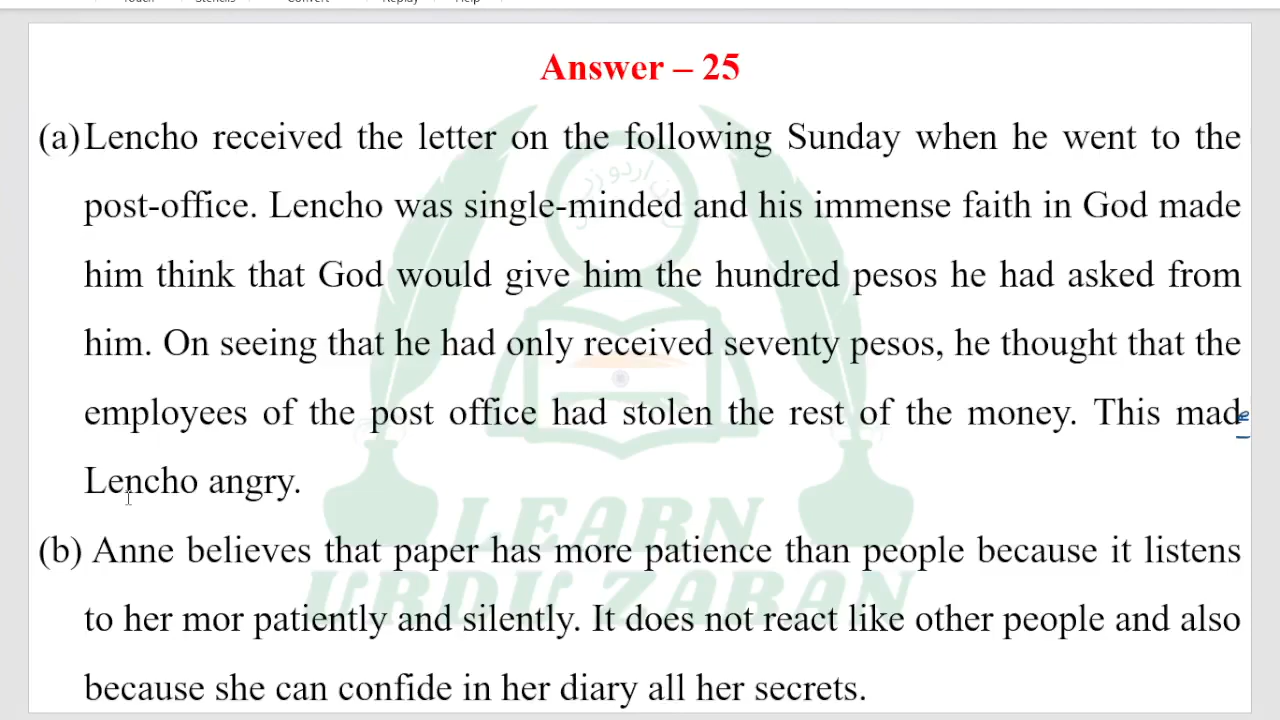 Answer – 25
(a) Lencho received the letter on the following Sunday when he went to the
post-office. Lencho was single-minded and his immense faith in God made
him think that God would give him the hundred pesos he had asked from
him. On seeing that he had only received seventy pesos, he thought that the
employees of the post office had stolen the rest of the money. This made
Lencho angry.
(b) Anne believes that paper has more patience than people because it listens
to her mor patiently and silently. It does not react like other people and also
because she can confide in her diary all her secrets.
LEARN
URDU ZABAN